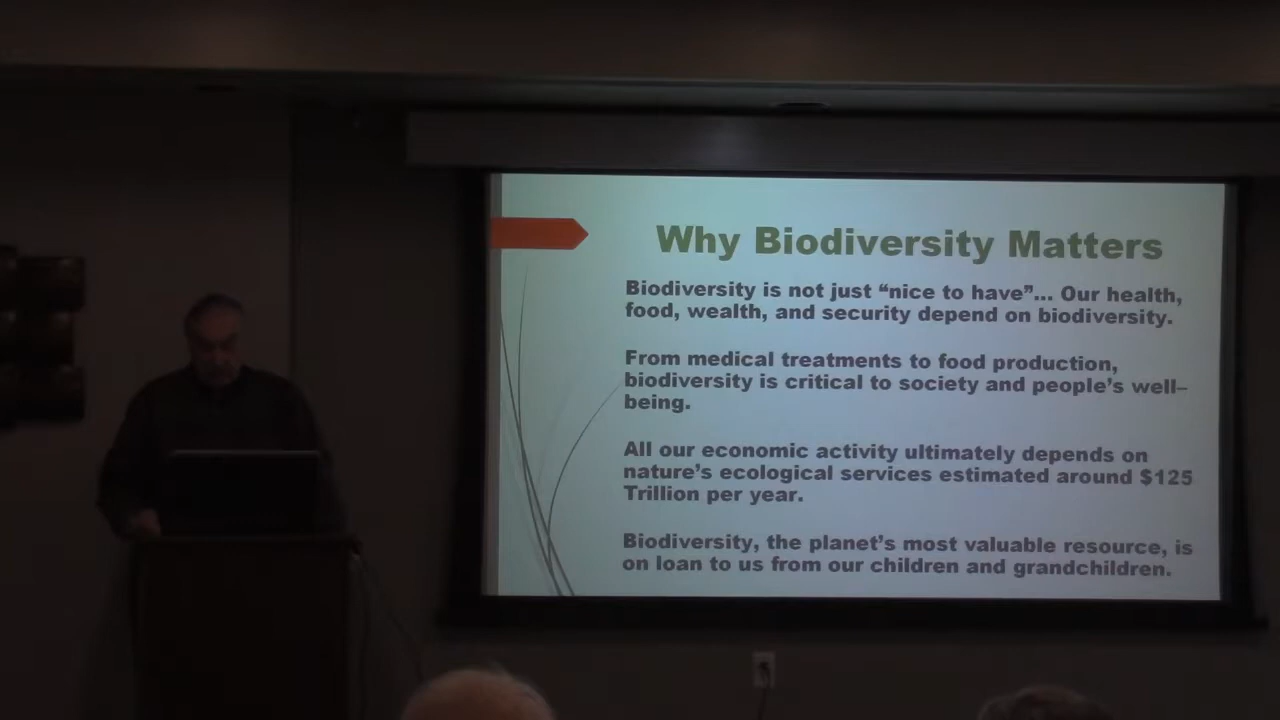 Why Biodiversity Matters
Biodiversity is not just “nice to have”... Our health,
food, wealth, and security depend on biodiversity.
From medical treatments to food production,
biodiversity is critical to society and people’s well–
being.
All our economic activity ultimately depends on
nature’s ecological services estimated around $125
Trillion per year.
Biodiversity, the planet’s most valuable resource, is
on loan to us from our children and grandchildren.